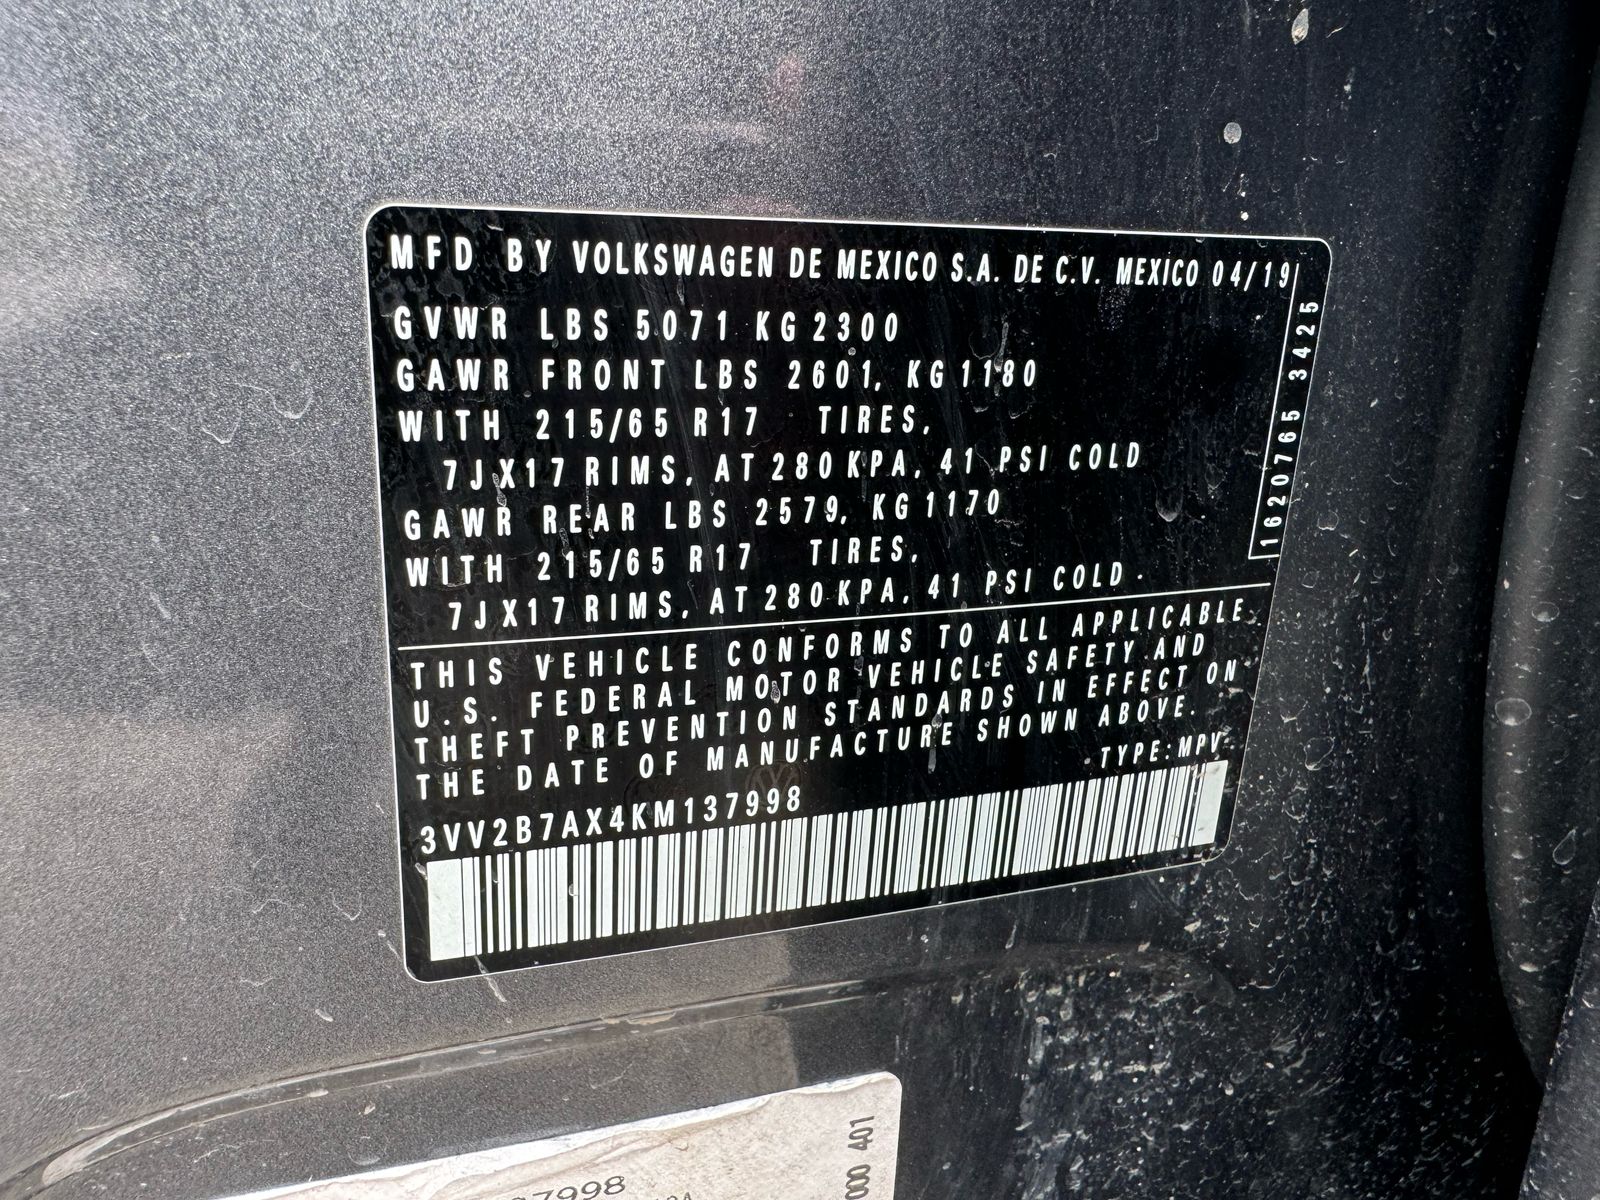 MFD BY VOLKSWAGEN DE MEXICO S.A. DE C.V. MEXICO 04/19
GVWR LBS 5071 KG 2300
GAWR FRONT LBS 2601, KG 1180
WITH 215/65 R17 TIRES,
7JX17 RIMS, AT 280 KPA, 41 PSI COLD
GAWR REAR LBS 2579, KG 1170
WITH 215/65 R17 TIRES,
7JX17 RIMS, AT 280 KPA, 41 PSI COLD
1620765 3425
THIS VEHICLE CONFORMS TO ALL APPLICABLE
U.S. FEDERAL MOTOR VEHICLE SAFETY AND
THEFT PREVENTION STANDARDS IN EFFECT ON
THE DATE OF MANUFACTURE SHOWN ABOVE.
TYPE: MPV
3VV2B7AX4KM137998
7998
401